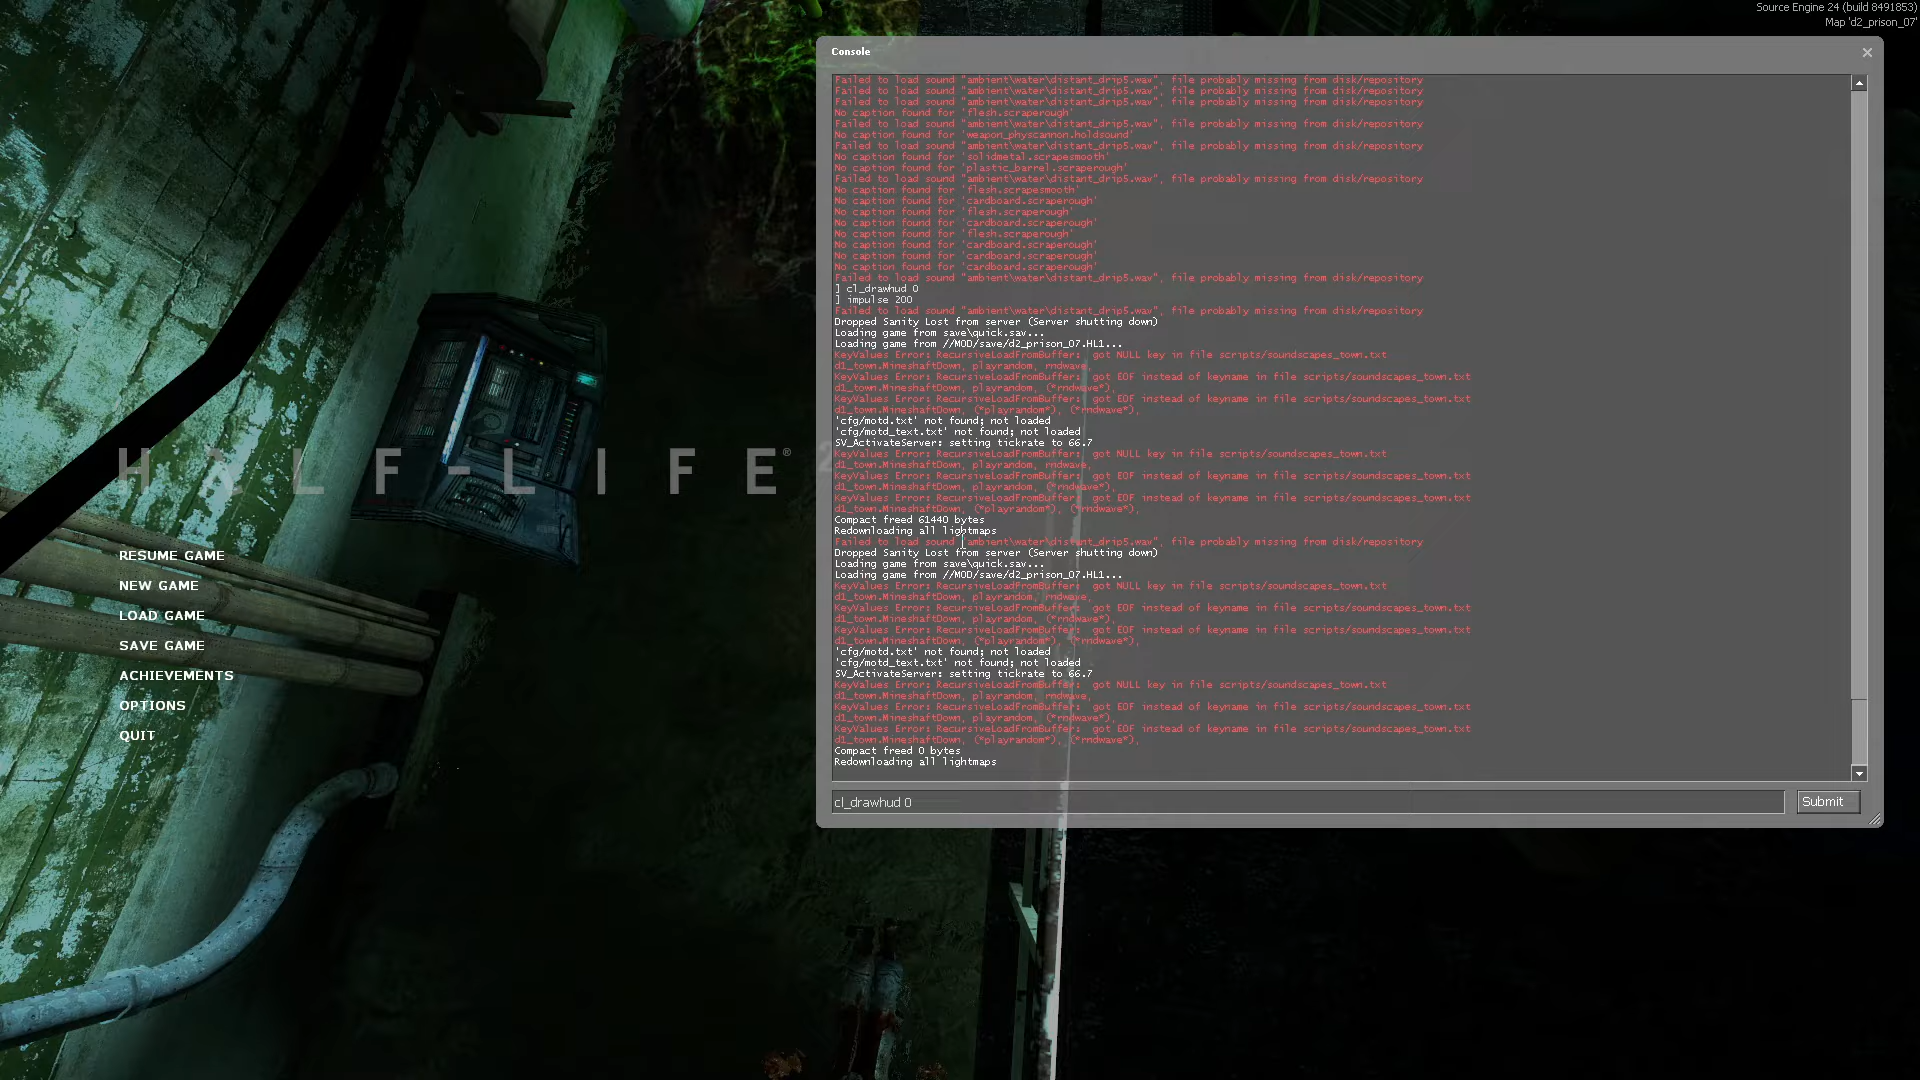 Source Engine 24 (build 8491853)
Map 'd2_prison_07'
Console
Failed to load sound "ambient\water\distant_drip5.wav", file probably missing from disk/repository
Failed to load sound "ambient\water\distant_drip5.wav", file probably missing from disk/repository
Failed to load sound "ambient\water\distant_drip5.wav", file probably missing from disk/repository
No caption found for 'flesh.scraperough'
Failed to load sound "ambient\water\distant_drip5.wav", file probably missing from disk/repository
No caption found for 'weapon_physcannon.holdsound'
Failed to load sound "ambient\water\distant_drip5.wav", file probably missing from disk/repository
No caption found for 'solidmetal.scrapesmooth'
No caption found for 'plastic_barrel.scraperough'
Failed to load sound "ambient\water\distant_drip5.wav", file probably missing from disk/repository
No caption found for 'flesh.scrapesmooth'
No caption found for 'cardboard.scraperough'
No caption found for 'flesh.scraperough'
No caption found for 'cardboard.scraperough'
No caption found for 'flesh.scraperough'
No caption found for 'cardboard.scraperough'
No caption found for 'cardboard.scraperough'
No caption found for 'cardboard.scraperough'
Failed to load sound "ambient\water\distant_drip5.wav", file probably missing from disk/repository
] cl_drawhud 0
] impulse 200
Failed to load sound "ambient\water\distant_drip5.wav", file probably missing from disk/repository
Dropped Sanity Lost from server (Server shutting down)
Loading game from save\quick.sav...
Loading game from //MOD/save/d2_prison_07.HL1...
KeyValues Error: RecursiveLoadFromBuffer:  got NULL key in file scripts/soundscapes_town.txt
d1_town.MineshaftDown, playrandom, rndwave,
KeyValues Error: RecursiveLoadFromBuffer:  got EOF instead of keyname in file scripts/soundscapes_town.txt
d1_town.MineshaftDown, playrandom, (*rndwave*),
KeyValues Error: RecursiveLoadFromBuffer:  got EOF instead of keyname in file scripts/soundscapes_town.txt
d1_town.MineshaftDown, (*playrandom*), (*rndwave*),
'cfg/motd.txt' not found; not loaded
'cfg/motd_text.txt' not found; not loaded
SV_ActivateServer: setting tickrate to 66.7
KeyValues Error: RecursiveLoadFromBuffer:  got NULL key in file scripts/soundscapes_town.txt
d1_town.MineshaftDown, playrandom, rndwave,
KeyValues Error: RecursiveLoadFromBuffer:  got EOF instead of keyname in file scripts/soundscapes_town.txt
d1_town.MineshaftDown, playrandom, (*rndwave*),
KeyValues Error: RecursiveLoadFromBuffer:  got EOF instead of keyname in file scripts/soundscapes_town.txt
d1_town.MineshaftDown, (*playrandom*), (*rndwave*),
Compact freed 61440 bytes
Redownloading all lightmaps
Failed to load sound "ambient\water\distant_drip5.wav", file probably missing from disk/repository
Dropped Sanity Lost from server (Server shutting down)
Loading game from save\quick.sav...
Loading game from //MOD/save/d2_prison_07.HL1...
KeyValues Error: RecursiveLoadFromBuffer:  got NULL key in file scripts/soundscapes_town.txt
d1_town.MineshaftDown, playrandom, rndwave,
KeyValues Error: RecursiveLoadFromBuffer:  got EOF instead of keyname in file scripts/soundscapes_town.txt
d1_town.MineshaftDown, playrandom, (*rndwave*),
KeyValues Error: RecursiveLoadFromBuffer:  got EOF instead of keyname in file scripts/soundscapes_town.txt
d1_town.MineshaftDown, (*playrandom*), (*rndwave*),
'cfg/motd.txt' not found; not loaded
'cfg/motd_text.txt' not found; not loaded
SV_ActivateServer: setting tickrate to 66.7
KeyValues Error: RecursiveLoadFromBuffer:  got NULL key in file scripts/soundscapes_town.txt
d1_town.MineshaftDown, playrandom, rndwave,
KeyValues Error: RecursiveLoadFromBuffer:  got EOF instead of keyname in file scripts/soundscapes_town.txt
d1_town.MineshaftDown, playrandom, (*rndwave*),
KeyValues Error: RecursiveLoadFromBuffer:  got EOF instead of keyname in file scripts/soundscapes_town.txt
d1_town.MineshaftDown, (*playrandom*), (*rndwave*),
Compact freed 0 bytes
Redownloading all lightmaps
cl_drawhud 0
Submit
HλLF-LIFE® 2
RESUME GAME
NEW GAME
LOAD GAME
SAVE GAME
ACHIEVEMENTS
OPTIONS
QUIT